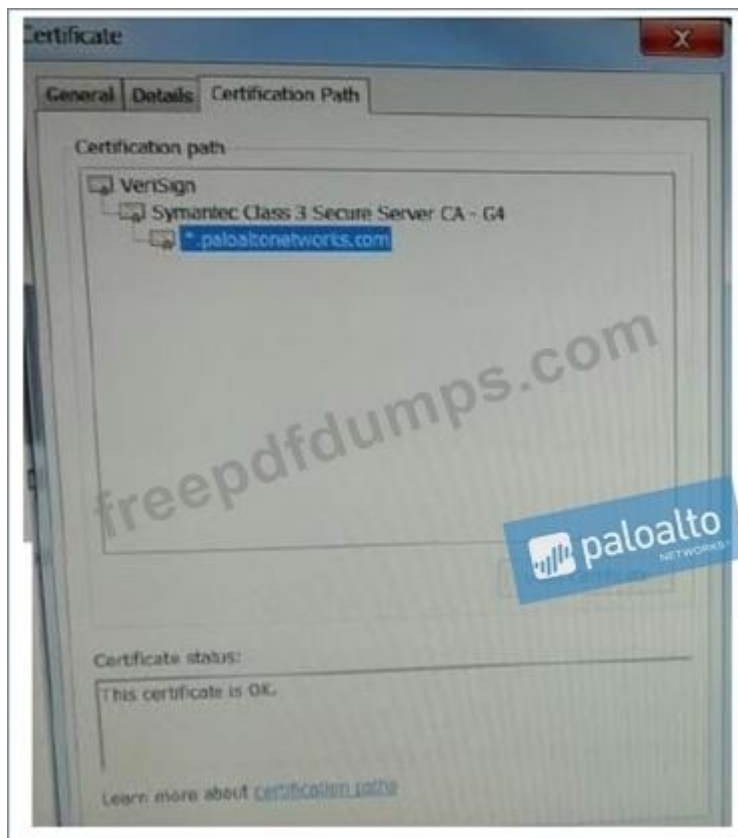 Certificate
General Details Certification Path
Certification path
VeriSign
Symantec Class 3 Secure Server CA - G4
*.paloaltonetworks.com
freepdfdumps.com
paloalto
NETWORKS
Certificate status:
This certificate is OK.
Learn more about certification paths